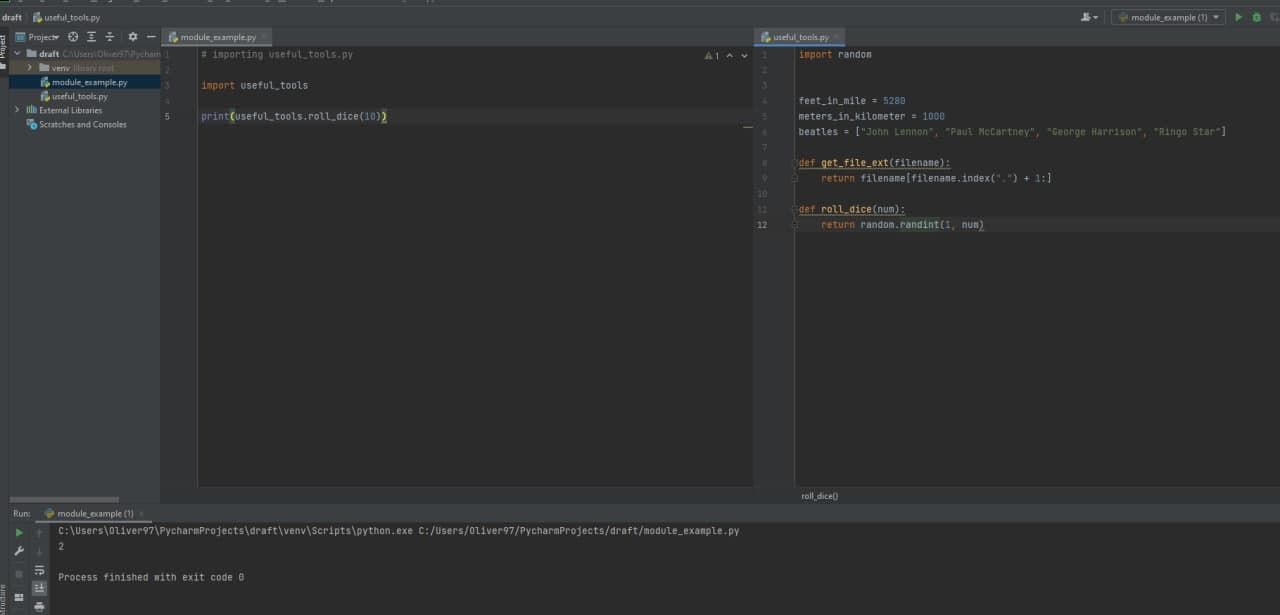 draft useful_tools.py
module_example (1)
Project
draft C:\Users\Oliver97\Pycharm
venv library root
module_example.py
useful_tools.py
External Libraries
Scratches and Consoles
module_example.py
1 # importing useful_tools.py
2
3 import useful_tools
4
5 print(useful_tools.roll_dice(10))
1
useful_tools.py
1 import random
2
3
4 feet_in_mile = 5280
5 meters_in_kilometer = 1000
6 beatles = ["John Lennon", "Paul McCartney", "George Harrison", "Ringo Star"]
7
8 def get_file_ext(filename):
9 return filename[filename.index(".") + 1:]
10
11 def roll_dice(num):
12 return random.randint(1, num)
roll_dice()
Run: module_example (1)
C:\Users\Oliver97\PycharmProjects\draft\venv\Scripts\python.exe C:/Users/Oliver97/PycharmProjects/draft/module_example.py
2
Process finished with exit code 0
Project